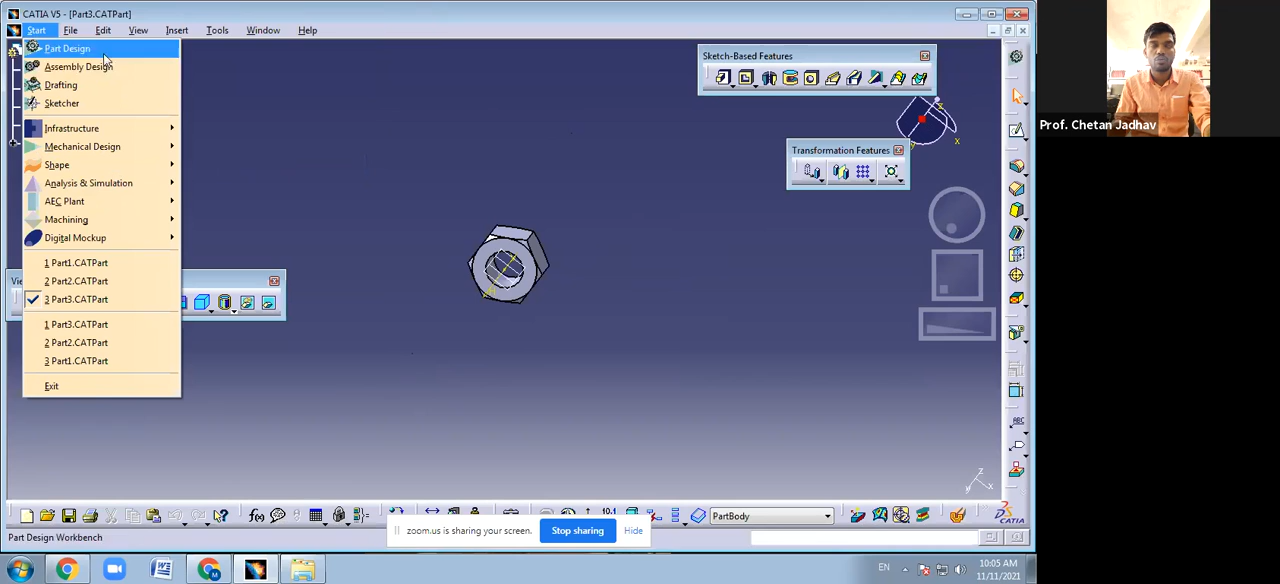 CATIA V5 - [Part3.CATPart]
Start File Edit View Insert Tools Window Help
Part Design
Assembly Design
Drafting
Sketcher
Infrastructure
Mechanical Design
Shape
Analysis & Simulation
AEC Plant
Machining
Digital Mockup
1 Part1.CATPart
2 Part2.CATPart
3 Part3.CATPart
1 Part3.CATPart
2 Part2.CATPart
3 Part1.CATPart
Exit
Sketch-Based Features
z
y
x
Transformation Features
Prof. Chetan Jadhav
ABC
z
y x
PartBody
CATIA
zoom.us is sharing your screen. Stop sharing Hide
Part Design Workbench
EN
10:05 AM
11/11/2021